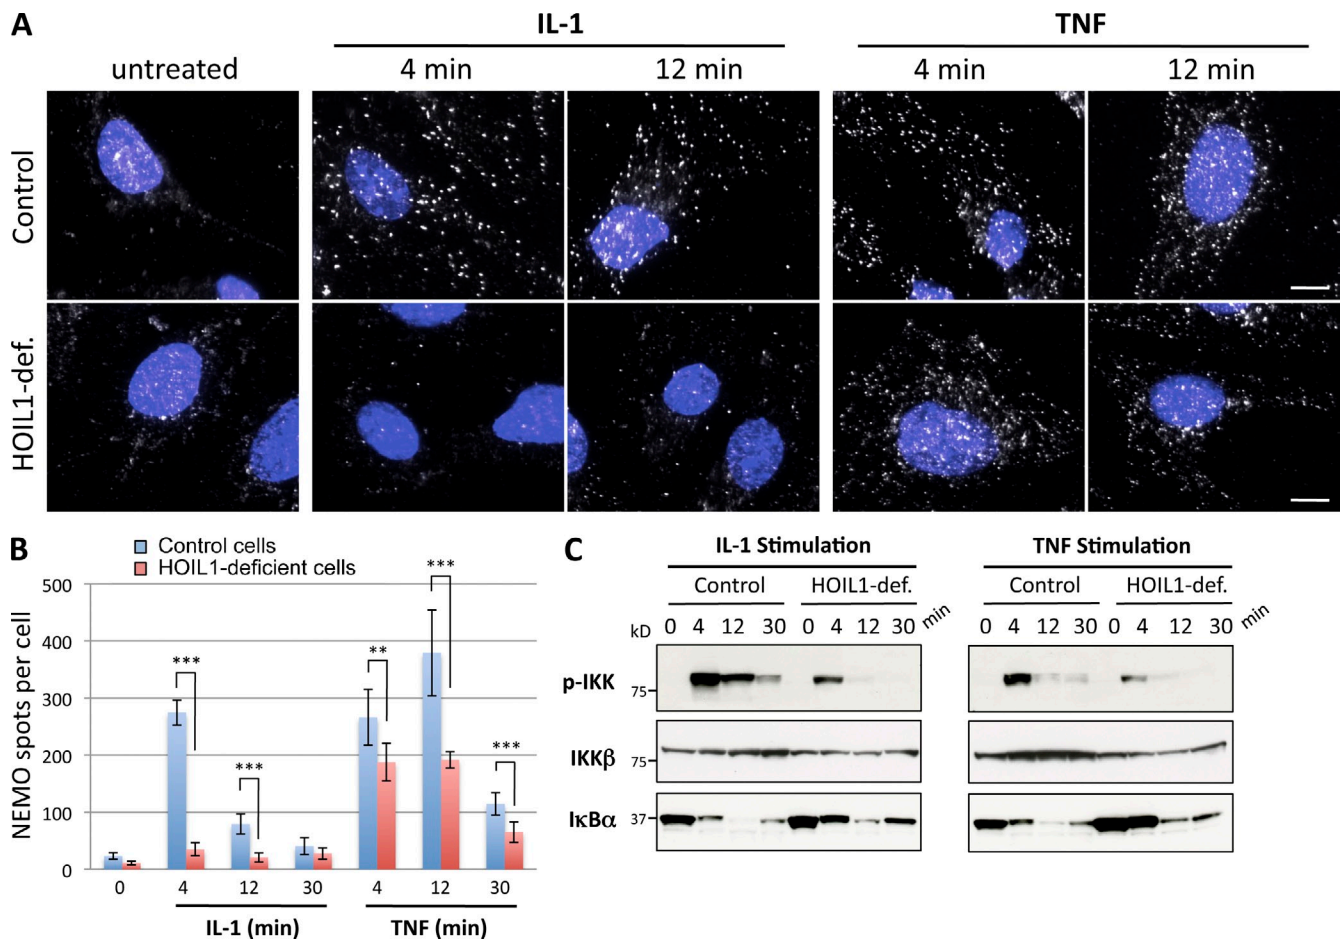 A
IL-1
TNF
untreated
4 min
12 min
4 min
12 min
Control
HOIL1-def.
B
Control cells
HOIL1-deficient cells
NEMO spots per cell
500
400
300
200
100
0
***
***
**
***
***
0
4
12
30
4
12
30
IL-1 (min)
TNF (min)
C
IL-1 Stimulation
TNF Stimulation
Control
HOIL1-def.
Control
HOIL1-def.
kD
0 4 12 30
0 4 12 30
min
0 4 12 30
0 4 12 30
min
p-IKK
75
IKKβ
75
IκBα
37